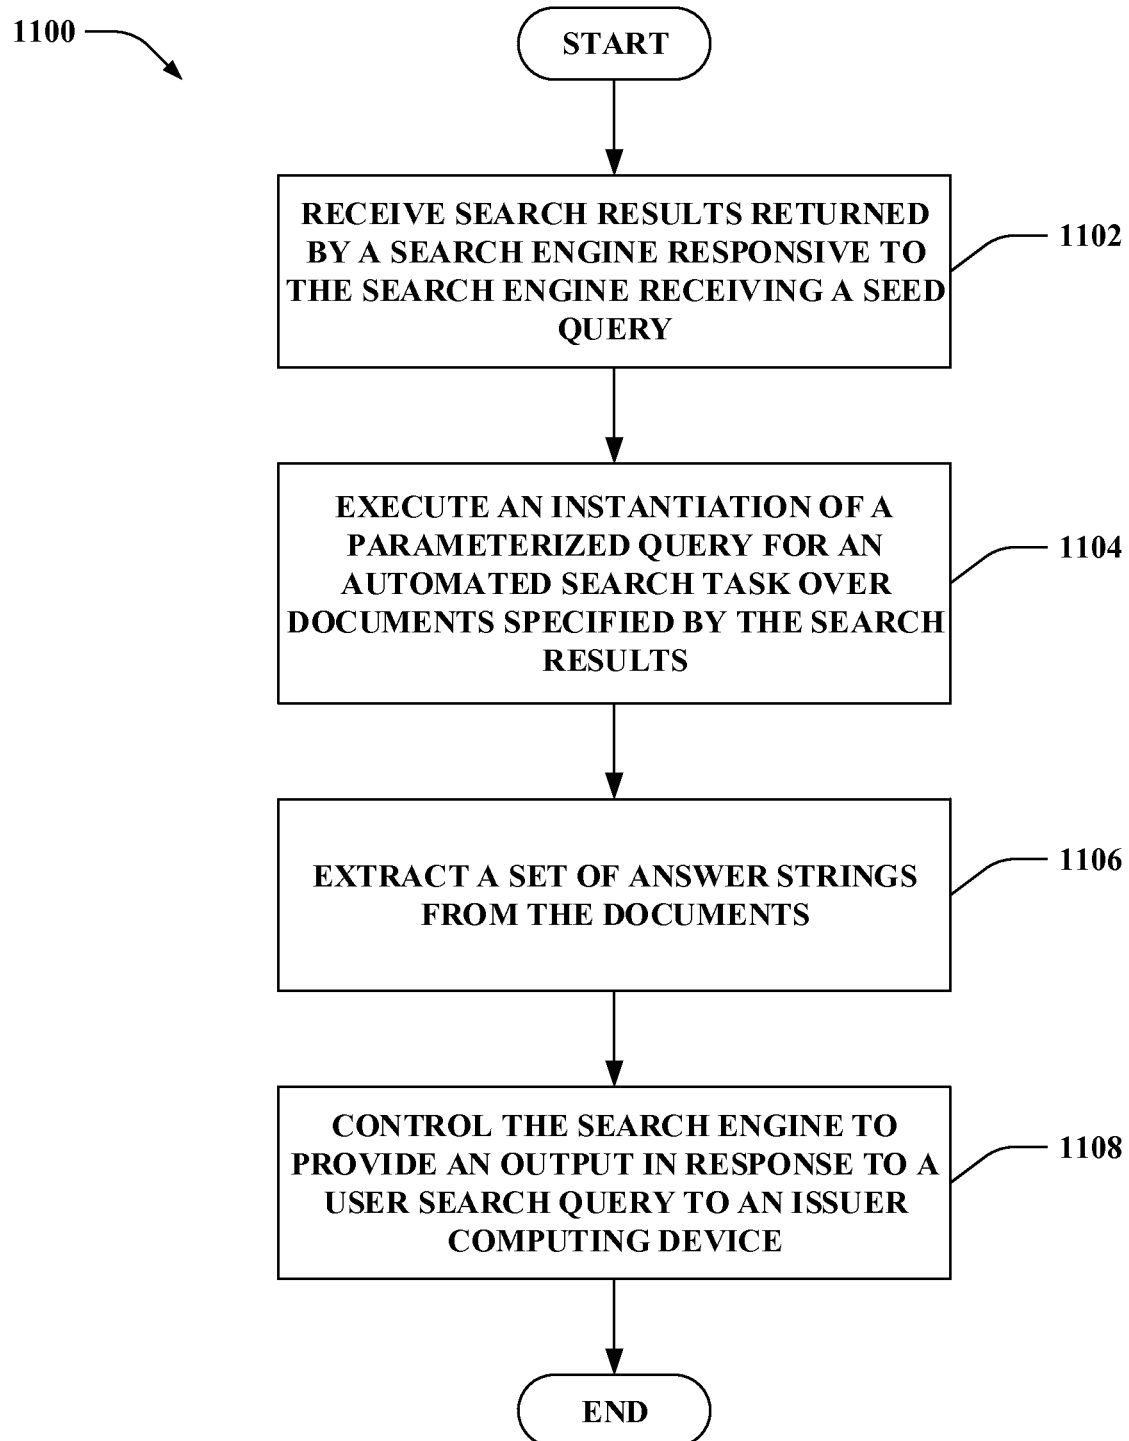 1100
START
RECEIVE SEARCH RESULTS RETURNED
BY A SEARCH ENGINE RESPONSIVE TO
THE SEARCH ENGINE RECEIVING A SEED
QUERY
1102
EXECUTE AN INSTANTIATION OF A
PARAMETERIZED QUERY FOR AN
AUTOMATED SEARCH TASK OVER
DOCUMENTS SPECIFIED BY THE SEARCH
RESULTS
1104
EXTRACT A SET OF ANSWER STRINGS
FROM THE DOCUMENTS
1106
CONTROL THE SEARCH ENGINE TO
PROVIDE AN OUTPUT IN RESPONSE TO A
USER SEARCH QUERY TO AN ISSUER
COMPUTING DEVICE
1108
END